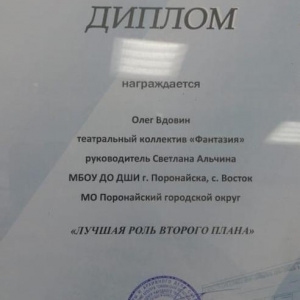 ДИПЛОМ
награждается
Олег Вдовин
театральный коллектив «Фантазия»
руководитель Светлана Альчина
МБОУ ДО ДШИ г. Поронайска, с. Восток
МО Поронайский городской округ
«ЛУЧШАЯ РОЛЬ ВТОРОГО ПЛАНА»